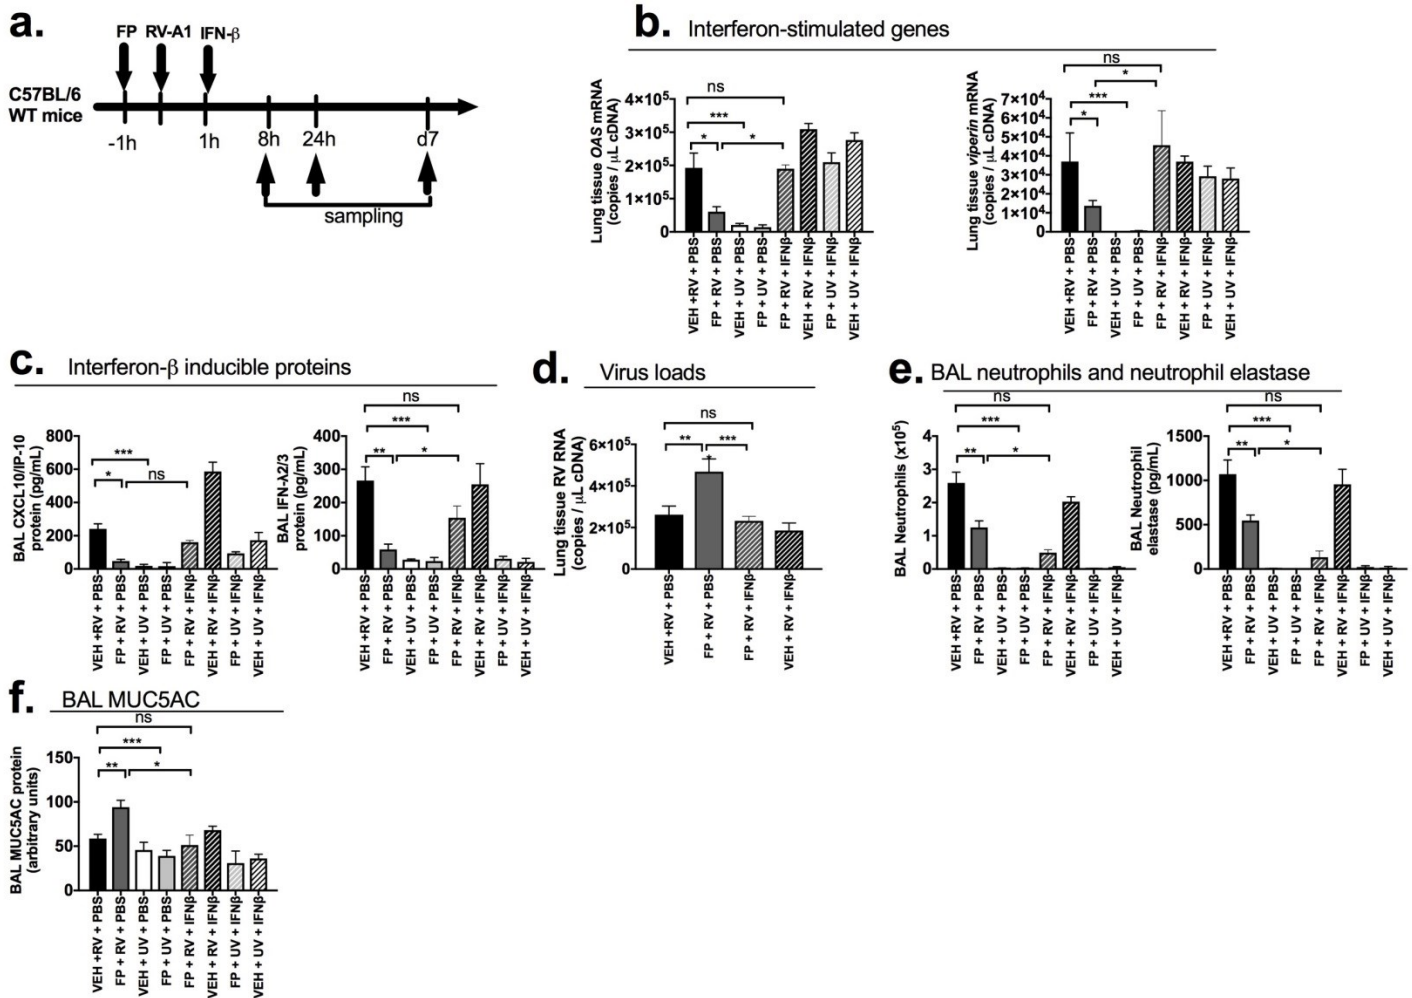 a.
FP RV-A1 IFN-β
C57BL/6
WT mice
-1h 1h 8h 24h d7
sampling
b. Interferon-stimulated genes
Lung tissue OAS mRNA
(copies / μL cDNA)
4×10⁵
3×10⁵
2×10⁵
1×10⁵
0
ns
***
* *
VEH +RV + PBS
FP + RV + PBS
VEH + UV + PBS
FP + UV + PBS
FP + RV + IFNβ
VEH + RV + IFNβ
FP + UV + IFNβ
VEH + UV + IFNβ
Lung tissue viperin mRNA
(copies / μL cDNA)
7×10⁴
6×10⁴
5×10⁴
4×10⁴
3×10⁴
2×10⁴
1×10⁴
0
ns
*
***
*
VEH +RV + PBS
FP + RV + PBS
VEH + UV + PBS
FP + UV + PBS
FP + RV + IFNβ
VEH + RV + IFNβ
FP + UV + IFNβ
VEH + UV + IFNβ
c. Interferon-β inducible proteins
BAL CXCL10/IP-10
protein (pg/mL)
800
600
400
200
0
***
* ns
VEH +RV + PBS
FP + RV + PBS
VEH + UV + PBS
FP + UV + PBS
FP + RV + IFNβ
VEH + RV + IFNβ
FP + UV + IFNβ
VEH + UV + IFNβ
BAL IFN-λ2/3
protein (pg/mL)
400
300
200
100
0
ns
***
** *
VEH +RV + PBS
FP + RV + PBS
VEH + UV + PBS
FP + UV + PBS
FP + RV + IFNβ
VEH + RV + IFNβ
FP + UV + IFNβ
VEH + UV + IFNβ
d. Virus loads
Lung tissue RV RNA
(copies / μL cDNA)
6×10⁵
4×10⁵
2×10⁵
0
ns
** ***
VEH +RV + PBS
FP + RV + PBS
FP + RV + IFNβ
VEH + RV + IFNβ
e. BAL neutrophils and neutrophil elastase
BAL Neutrophils (x10⁵)
4
3
2
1
0
ns
***
** *
VEH +RV + PBS
FP + RV + PBS
VEH + UV + PBS
FP + UV + PBS
FP + RV + IFNβ
VEH + RV + IFNβ
FP + UV + IFNβ
VEH + UV + IFNβ
BAL Neutrophil
elastase (pg/mL)
1500
1000
500
0
ns
***
** *
VEH +RV + PBS
FP + RV + PBS
VEH + UV + PBS
FP + UV + PBS
FP + RV + IFNβ
VEH + RV + IFNβ
FP + UV + IFNβ
VEH + UV + IFNβ
f. BAL MUC5AC
BAL MUC5AC protein
(arbitrary units)
150
100
50
0
ns
***
** *
VEH +RV + PBS
FP + RV + PBS
VEH + UV + PBS
FP + UV + PBS
FP + RV + IFNβ
VEH + RV + IFNβ
FP + UV + IFNβ
VEH + UV + IFNβ